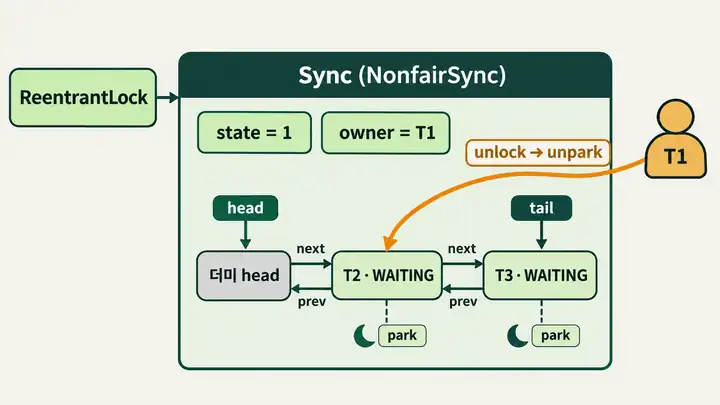 Sync (NonfairSync)
ReentrantLock
state = 1
owner = T1
unlock → unpark
T1
head
tail
더미 head
next
prev
T2 · WAITING
next
prev
T3 · WAITING
park
park